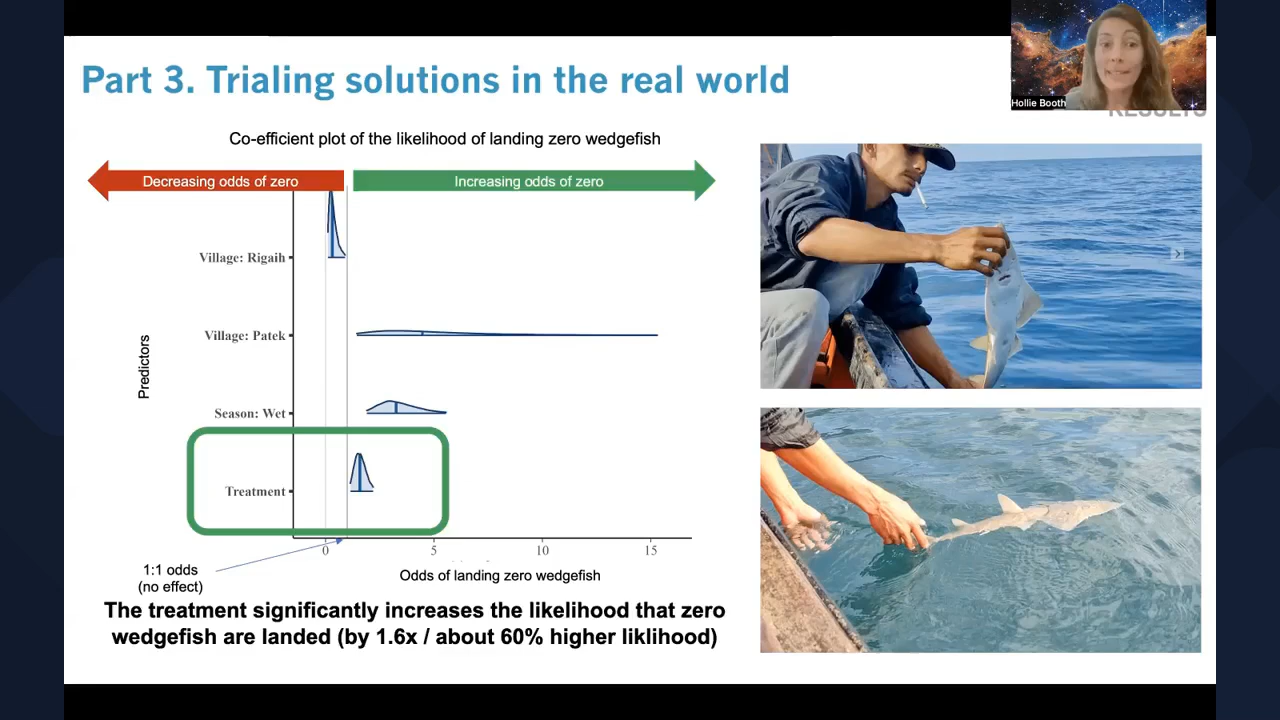 Part 3. Trialing solutions in the real world
Hollie Booth
RESULTS
Co-efficient plot of the likelihood of landing zero wedgefish
Decreasing odds of zero
Increasing odds of zero
Village: Rigaih
Village: Patek
Season: Wet
Treatment
Predictors
0 5 10 15
1:1 odds
(no effect)
Odds of landing zero wedgefish
The treatment significantly increases the likelihood that zero
wedgefish are landed (by 1.6x / about 60% higher liklihood)